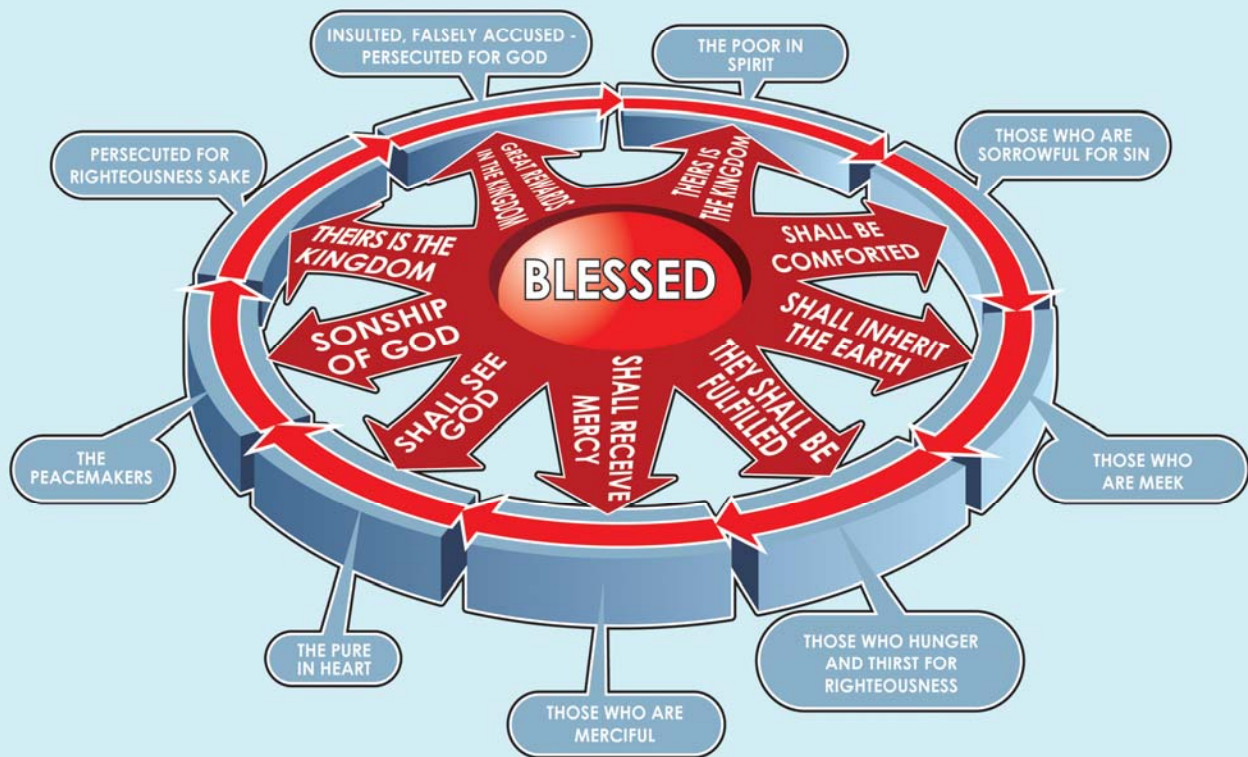 INSULTED, FALSELY ACCUSED -
PERSECUTED FOR GOD
THE POOR IN
SPIRIT
THOSE WHO ARE
SORROWFUL FOR SIN
THOSE WHO
ARE MEEK
THOSE WHO HUNGER
AND THIRST FOR
RIGHTEOUSNESS
THOSE WHO ARE
MERCIFUL
THE PURE
IN HEART
THE
PEACEMAKERS
PERSECUTED FOR
RIGHTEOUSNESS SAKE
GREAT REWARDS
IN THE KINGDOM
THEIRS IS
THE KINGDOM
SHALL BE
COMFORTED
SHALL INHERIT
THE EARTH
THEY SHALL BE
FULFILLED
SHALL RECEIVE
MERCY
SHALL SEE
GOD
SONSHIP
OF GOD
THEIRS IS THE
KINGDOM
BLESSED